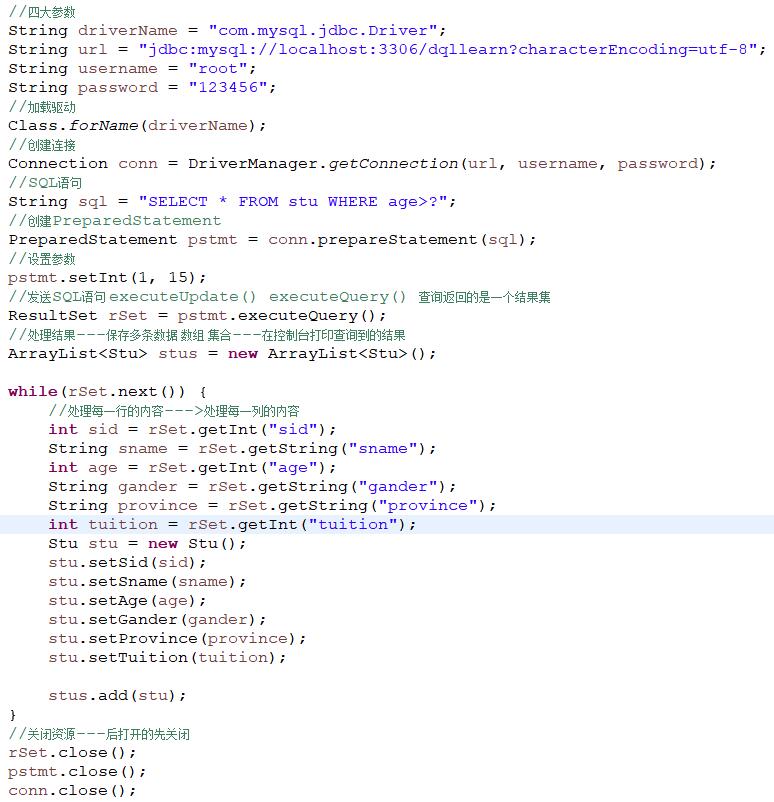 //四大参数
String driverName = "com.mysql.jdbc.Driver";
String url = "jdbc:mysql://localhost:3306/dqllearn?characterEncoding=utf-8";
String username = "root";
String password = "123456";
//加载驱动
Class.forName(driverName);
//创建连接
Connection conn = DriverManager.getConnection(url, username, password);
//SQL语句
String sql = "SELECT * FROM stu WHERE age>?";
//创建PreparedStatement
PreparedStatement pstmt = conn.prepareStatement(sql);
//设置参数
pstmt.setInt(1, 15);
//发送SQL语句 executeUpdate() executeQuery() 查询返回的是一个结果集
ResultSet rSet = pstmt.executeQuery();
//处理结果---保存多条数据 数组 集合---在控制台打印查询到的结果
ArrayList<Stu> stus = new ArrayList<Stu>();
while(rSet.next()) {
    //处理每一行的内容--->处理每一列的内容
    int sid = rSet.getInt("sid");
    String sname = rSet.getString("sname");
    int age = rSet.getInt("age");
    String gander = rSet.getString("gander");
    String province = rSet.getString("province");
    int tuition = rSet.getInt("tuition");
    Stu stu = new Stu();
    stu.setSid(sid);
    stu.setSname(sname);
    stu.setAge(age);
    stu.setGander(gander);
    stu.setProvince(province);
    stu.setTuition(tuition);
    stus.add(stu);
}
//关闭资源---后打开的先关闭
rSet.close();
pstmt.close();
conn.close();